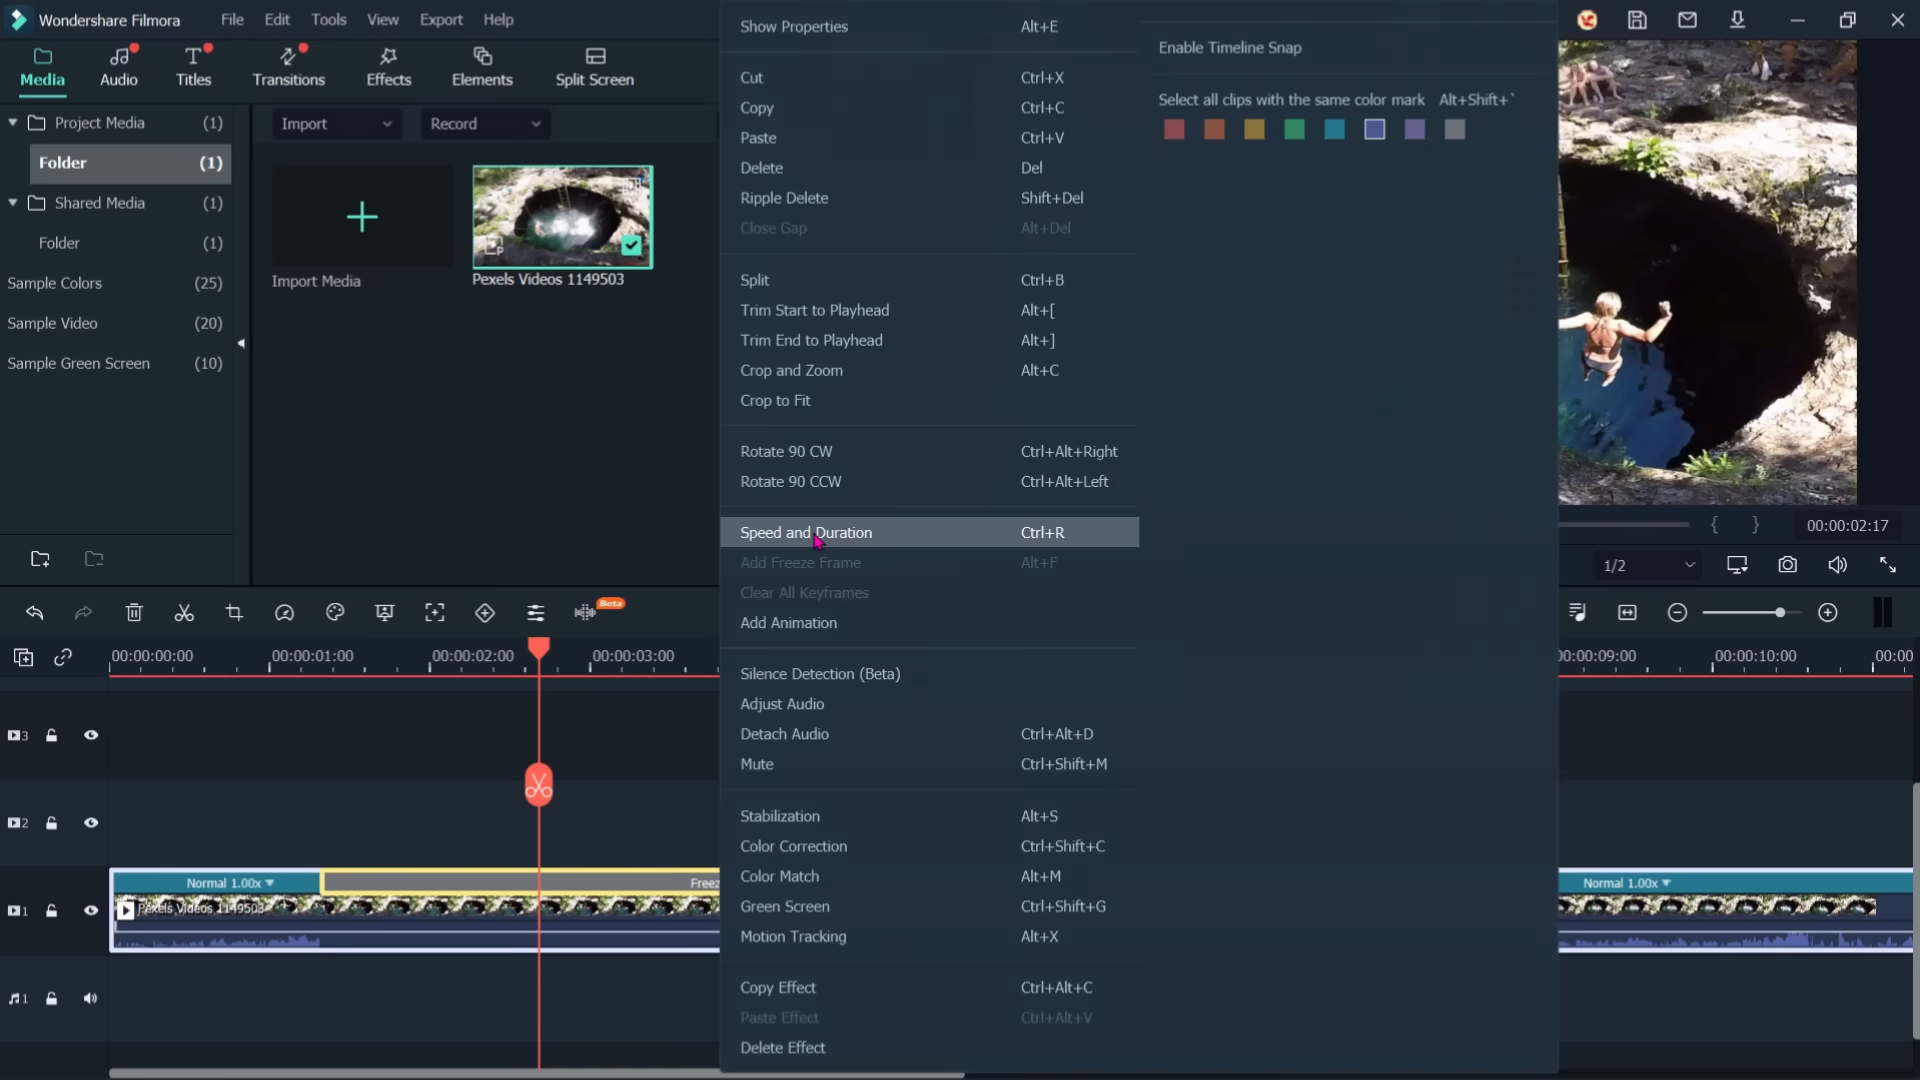 Wondershare Filmora
File Edit Tools View Export Help
Media Audio Titles Transitions Effects Elements Split Screen
Project Media (1)
Folder (1)
Shared Media (1)
Folder (1)
Sample Colors (25)
Sample Video (20)
Sample Green Screen (10)
Import Record
Import Media
Pexels Videos 1149503
Show Properties Alt+E
Cut Ctrl+X
Copy Ctrl+C
Paste Ctrl+V
Delete Del
Ripple Delete Shift+Del
Close Gap Alt+Del
Split Ctrl+B
Trim Start to Playhead Alt+[
Trim End to Playhead Alt+]
Crop and Zoom Alt+C
Crop to Fit
Rotate 90 CW Ctrl+Alt+Right
Rotate 90 CCW Ctrl+Alt+Left
Speed and Duration Ctrl+R
Add Freeze Frame Alt+F
Clear All Keyframes
Add Animation
Silence Detection (Beta)
Adjust Audio
Detach Audio Ctrl+Alt+D
Mute Ctrl+Shift+M
Stabilization Alt+S
Color Correction Ctrl+Shift+C
Color Match Alt+M
Green Screen Ctrl+Shift+G
Motion Tracking Alt+X
Copy Effect Ctrl+Alt+C
Paste Effect Ctrl+Alt+V
Delete Effect
Enable Timeline Snap
Select all clips with the same color mark Alt+Shift+`
{ } 00:00:02:17
1/2
Beta
00:00:00:00 00:00:01:00 00:00:02:00 00:00:03:00
00:00:09:00 00:00:10:00 00:00
3
2
Normal 1.00x Freez
Normal 1.00x
1 Pexels Videos 1149503
1